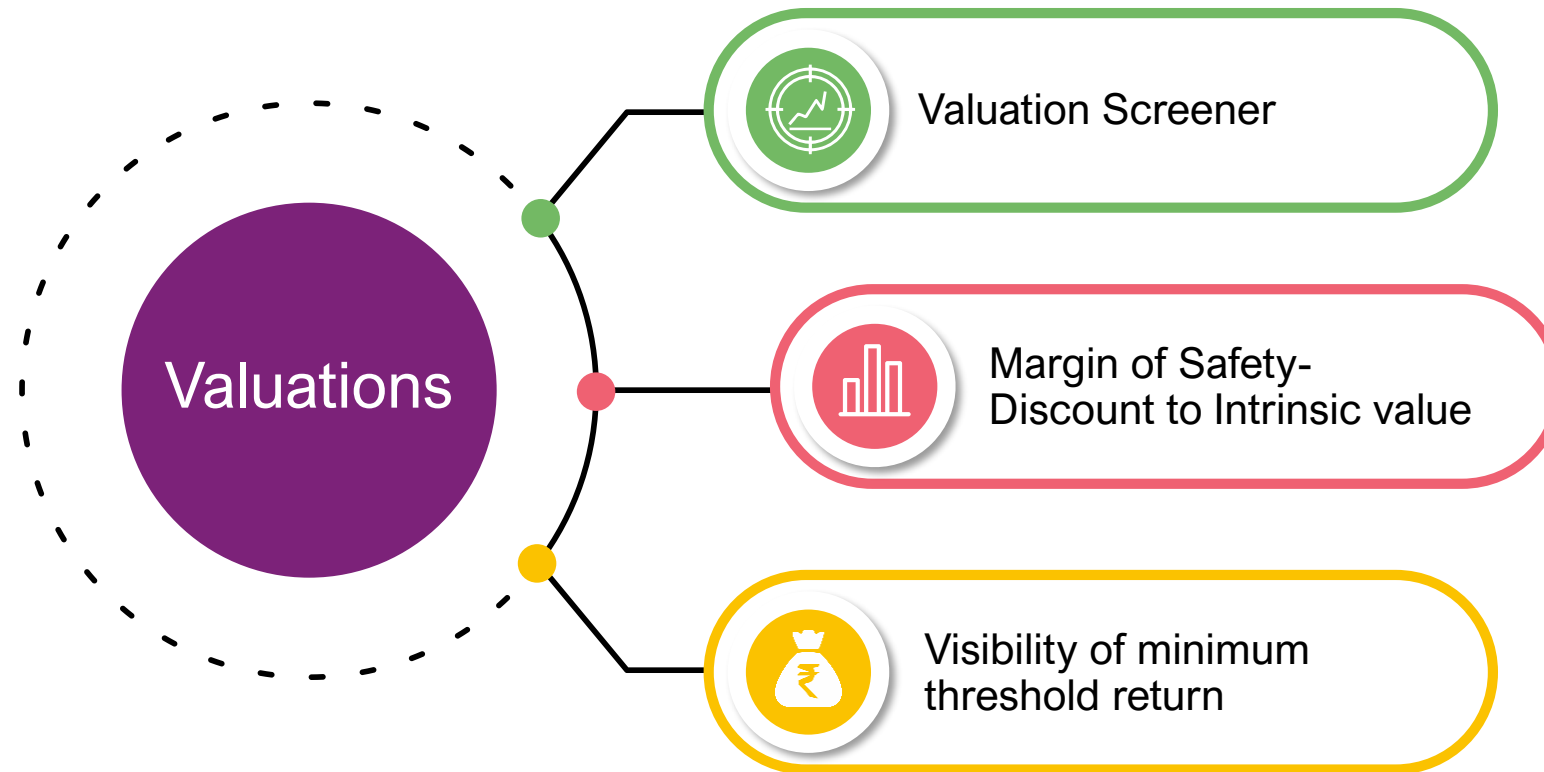 Valuations
Valuation Screener
Margin of Safety-
Discount to Intrinsic value
₹
Visibility of minimum
threshold return